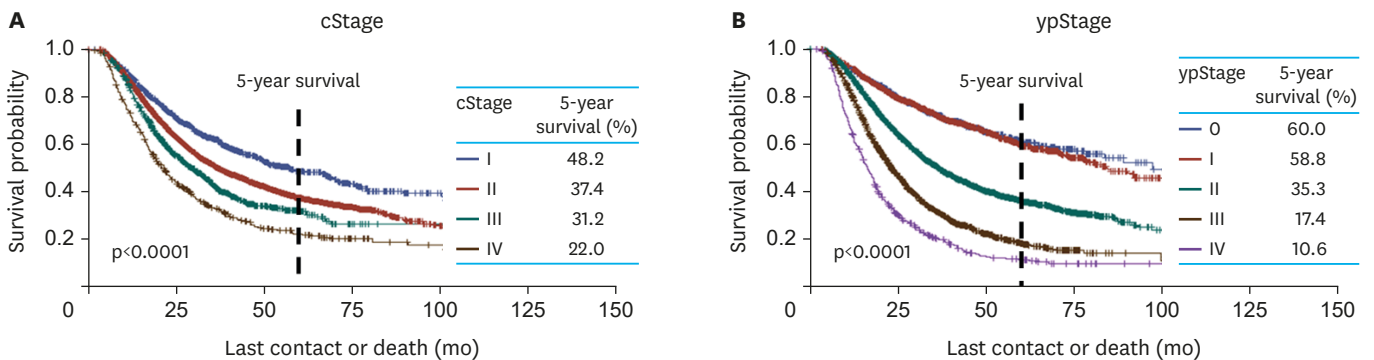 A
cStage
Survival probability
1.0
0.8
0.6
0.4
0.2
5-year survival
p<0.0001
0
25
50
75
100
125
150
Last contact or death (mo)
cStage
5-year
survival (%)
I
48.2
II
37.4
III
31.2
IV
22.0
B
ypStage
Survival probability
1.0
0.8
0.6
0.4
0.2
5-year survival
p<0.0001
0
25
50
75
100
125
150
Last contact or death (mo)
ypStage
5-year
survival (%)
0
60.0
I
58.8
II
35.3
III
17.4
IV
10.6